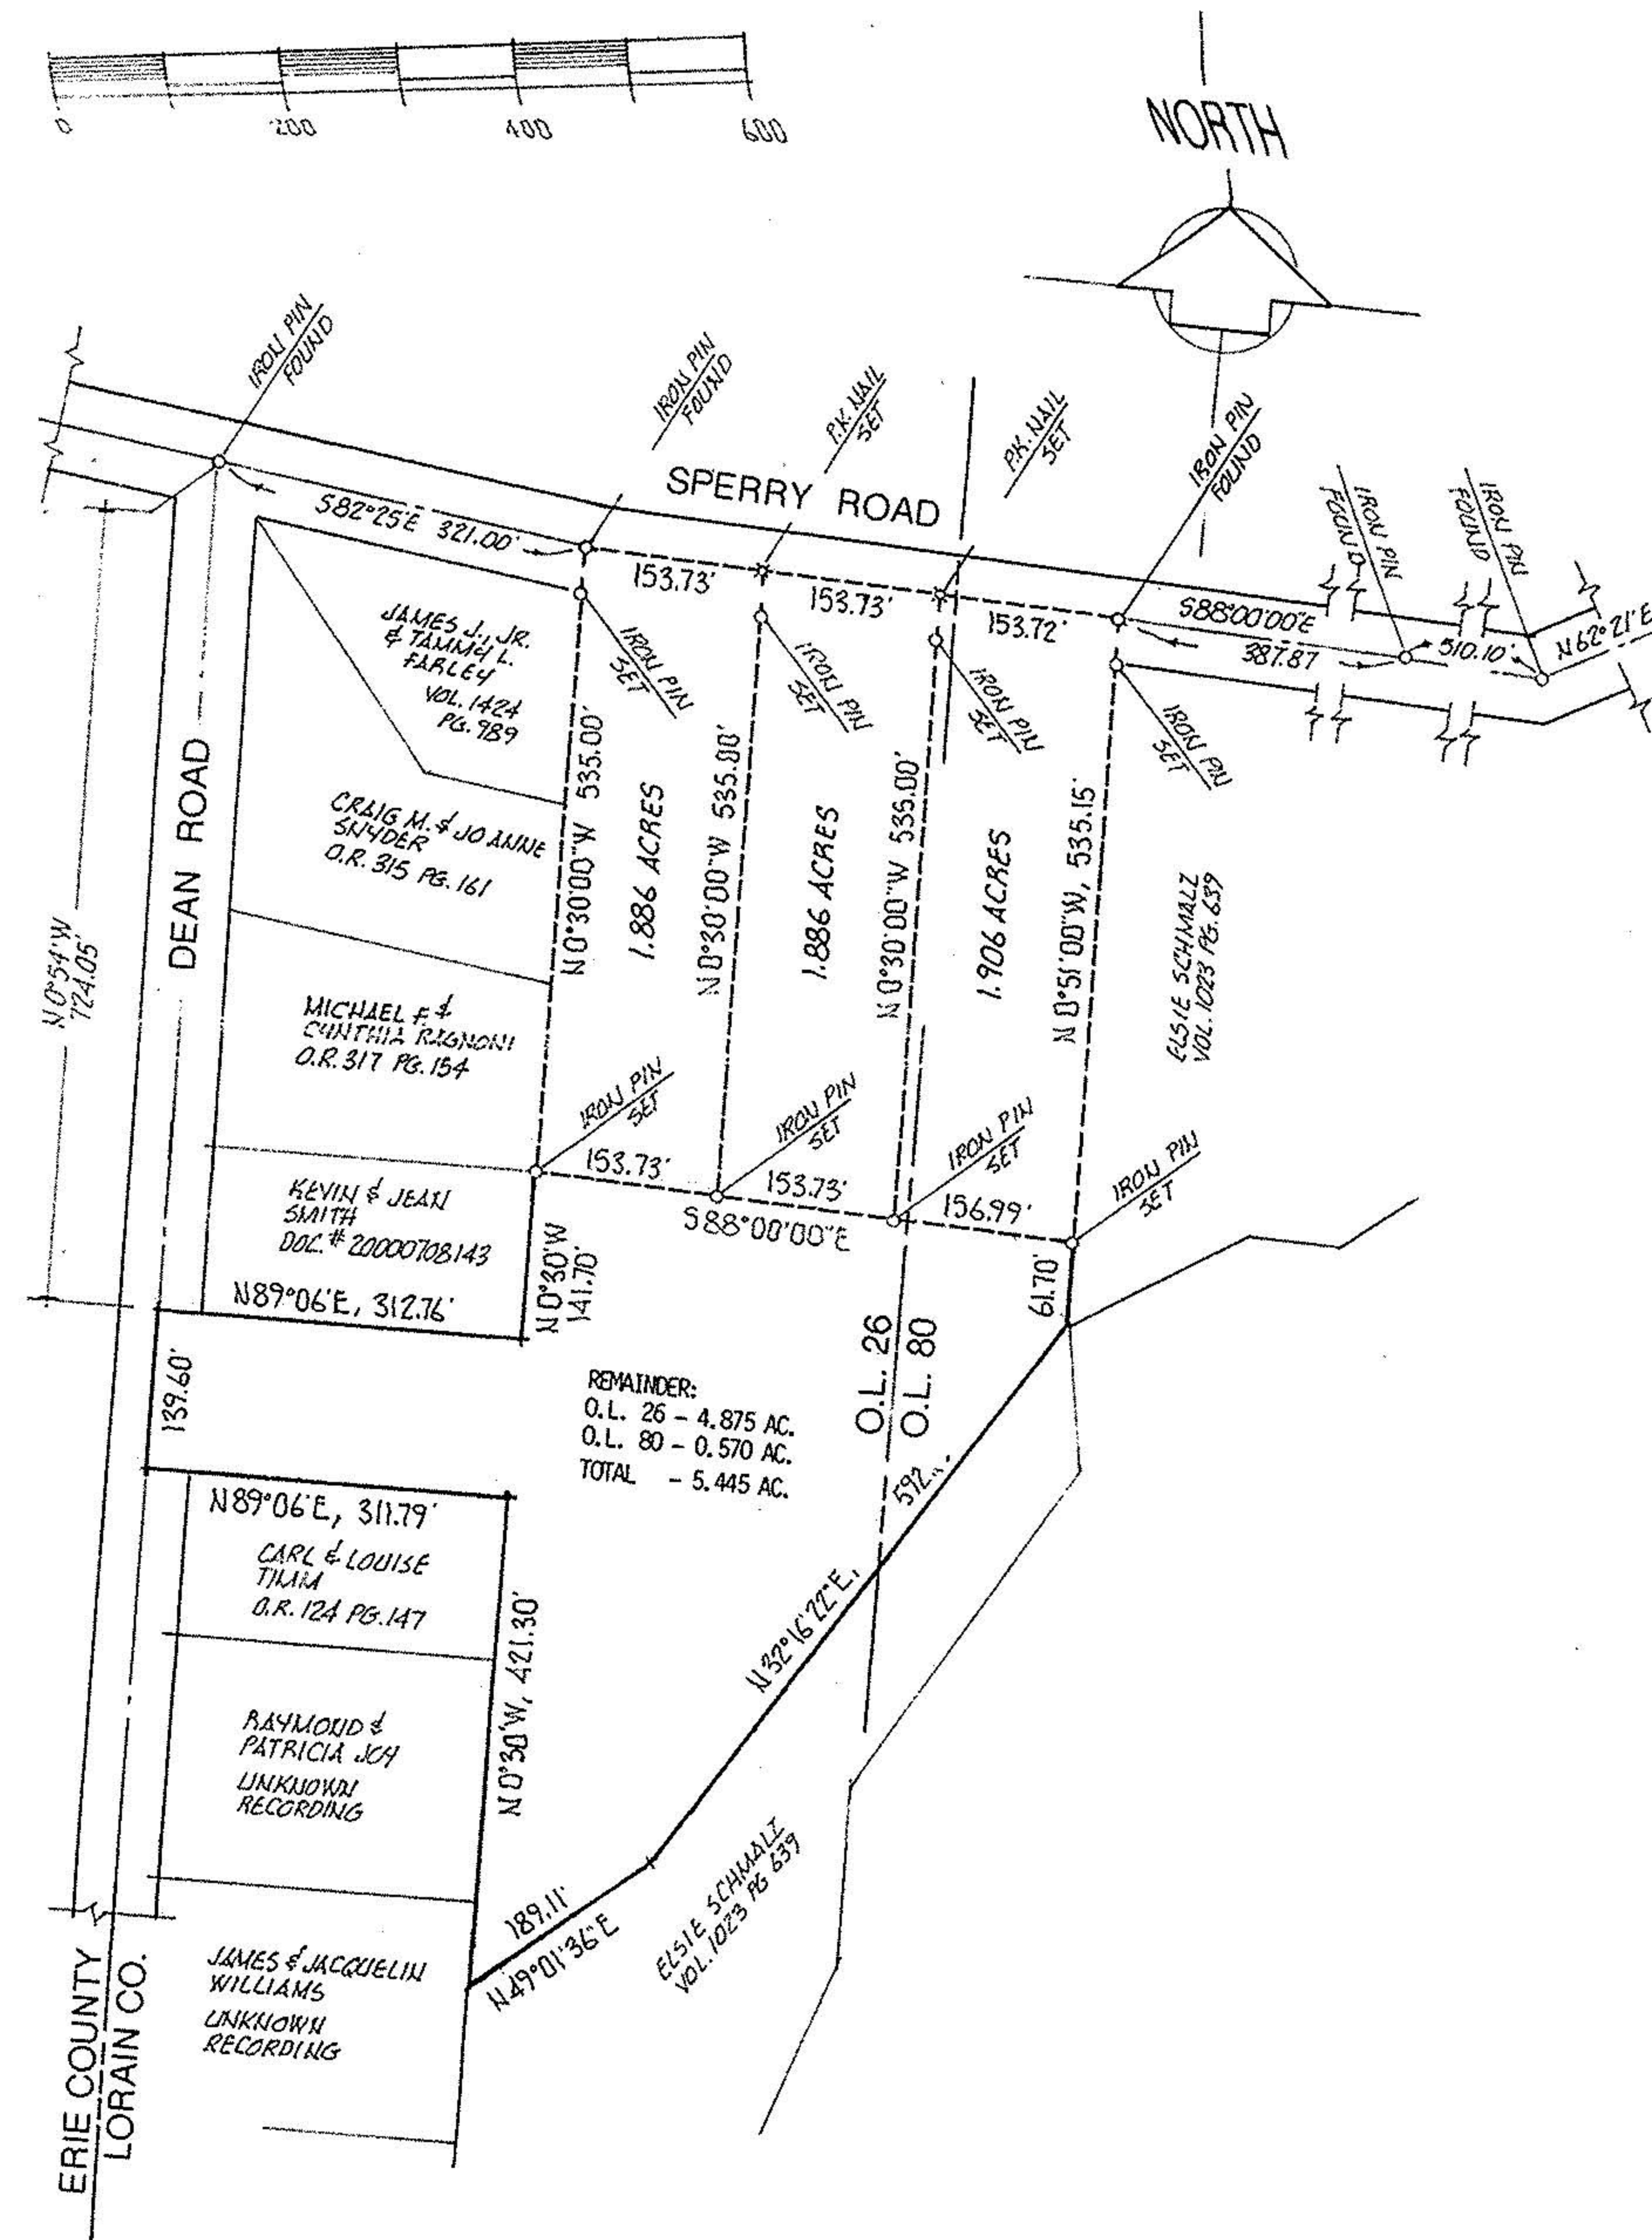 0 200 400 600
NORTH
IRON PIN
FOUND
IRON PIN
FOUND
P.K. NAIL
SET
P.K. NAIL
SET
IRON PIN
FOUND
IRON PIN
FOUND
IRON PIN
FOUND
SPERRY ROAD
S82°25'E 321.00'
153.73'
153.73'
153.72'
S88°00'00"E
387.87
510.10'
N62°21'E
IRON PIN
SET
IRON PIN
SET
IRON PIN
SET
IRON PIN
SET
JAMES J., JR.
& TAMMY L.
FARLEY
VOL. 1424
PG. 989
CRAIG M. & JO ANNE
SNYDER
O.R. 315 PG. 161
MICHAEL F. &
CYNTHIA RAGNONI
O.R. 317 PG. 154
KEVIN & JEAN
SMITH
DOC. # 20000708143
DEAN ROAD
N0°54'W
724.05'
N0°30'00"W 535.00'
1.886 ACRES
N0°30'00"W 535.00'
1.886 ACRES
N0°30'00"W 535.00'
1.906 ACRES
N0°51'00"W, 535.15'
ELSIE SCHMALZ
VOL. 1023 PG. 639
IRON PIN
SET
IRON PIN
SET
IRON PIN
SET
IRON PIN
SET
153.73'
153.73'
156.99'
S88°00'00"E
N0°30'W
141.70'
61.70'
N89°06'E, 312.76'
139.60'
REMAINDER:
O.L. 26 - 4.875 AC.
O.L. 80 - 0.570 AC.
TOTAL - 5.445 AC.
O.L. 26
O.L. 80
N32°16'22"E,
N89°06'E, 311.79'
CARL & LOUISE
TIMM
O.R. 124 PG. 147
RAYMOND &
PATRICIA JOY
UNKNOWN
RECORDING
N0°30'W, 421.30'
189.11'
N49°01'36"E
ELSIE SCHMALZ
VOL. 1023 PG 639
JAMES & JACQUELIN
WILLIAMS
UNKNOWN
RECORDING
ERIE COUNTY
LORAIN CO.